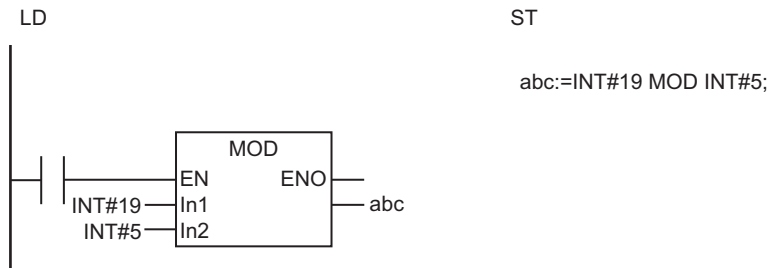 LD
ST
abc:=INT#19 MOD INT#5;
MOD
EN ENO
INT#19 In1 abc
INT#5 In2